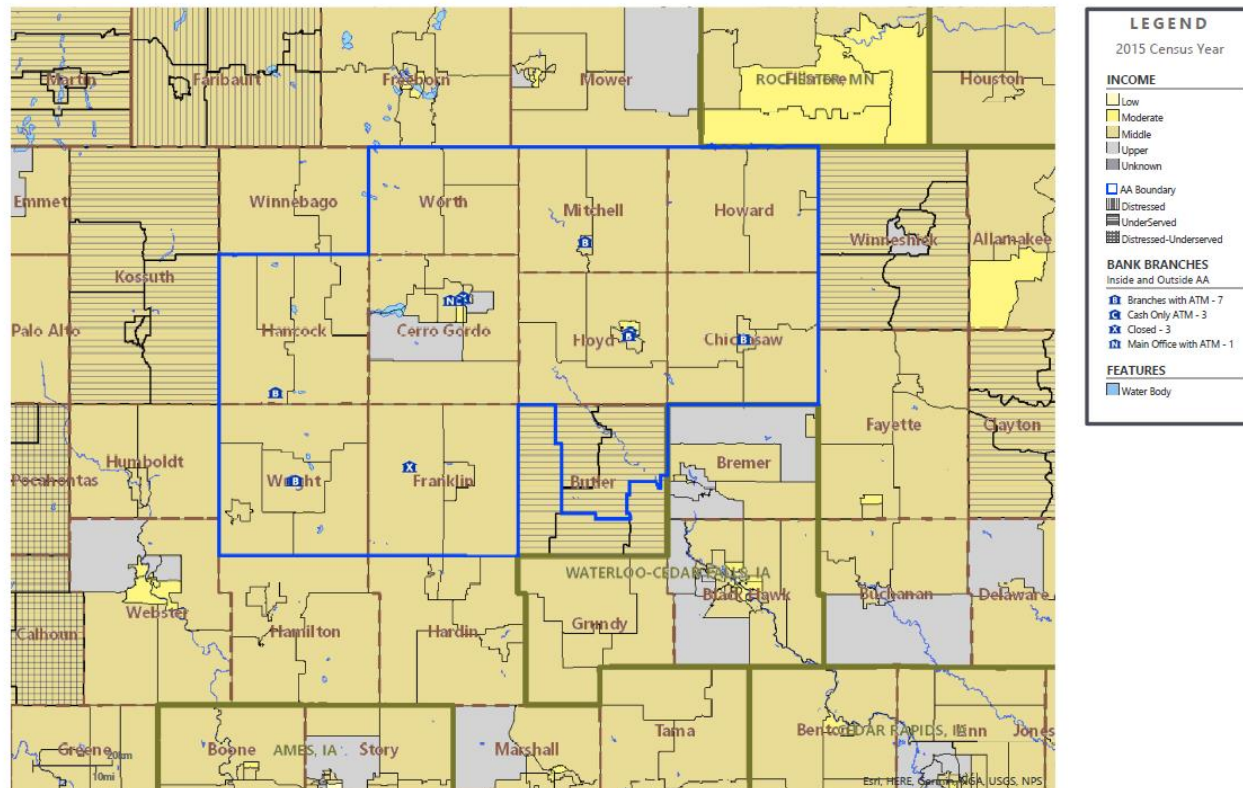 Martin
Faribault
Freeborn
Mower
ROCHESTER, MN
Houston
Emmet
Winnebago
Worth
Mitchell
Howard
Winneshiek
Allamakee
Kossuth
Palo Alto
Hancock
Cerro Gordo
Floyd
Chickasaw
Fayette
Clayton
Pocahontas
Humboldt
Wright
Franklin
Butler
Bremer
WATERLOO-CEDAR FALLS, IA
Webster
Black Hawk
Buchanan
Delaware
Calhoun
Hamilton
Hardin
Grundy
Greene
20km
10mi
Boone
AMES, IA
Story
Marshall
Tama
Benton
CEDAR RAPIDS, IA
Linn
Jones
Esri, HERE, Garmin, NGA, USGS, NPS
LEGEND
2015 Census Year
INCOME
Low
Moderate
Middle
Upper
Unknown
AA Boundary
Distressed
UnderServed
Distressed-Underserved
BANK BRANCHES
Inside and Outside AA
Branches with ATM - 7
Cash Only ATM - 3
Closed - 3
Main Office with ATM - 1
FEATURES
Water Body